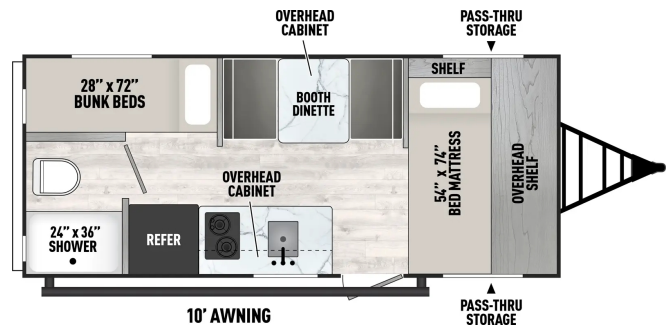 OVERHEAD
CABINET
PASS-THRU
STORAGE
28" x 72"
BUNK BEDS
BOOTH
DINETTE
SHELF
54" x 74"
BED MATTRESS
OVERHEAD
SHELF
OVERHEAD
CABINET
24" x 36"
SHOWER
REFER
10' AWNING
PASS-THRU
STORAGE